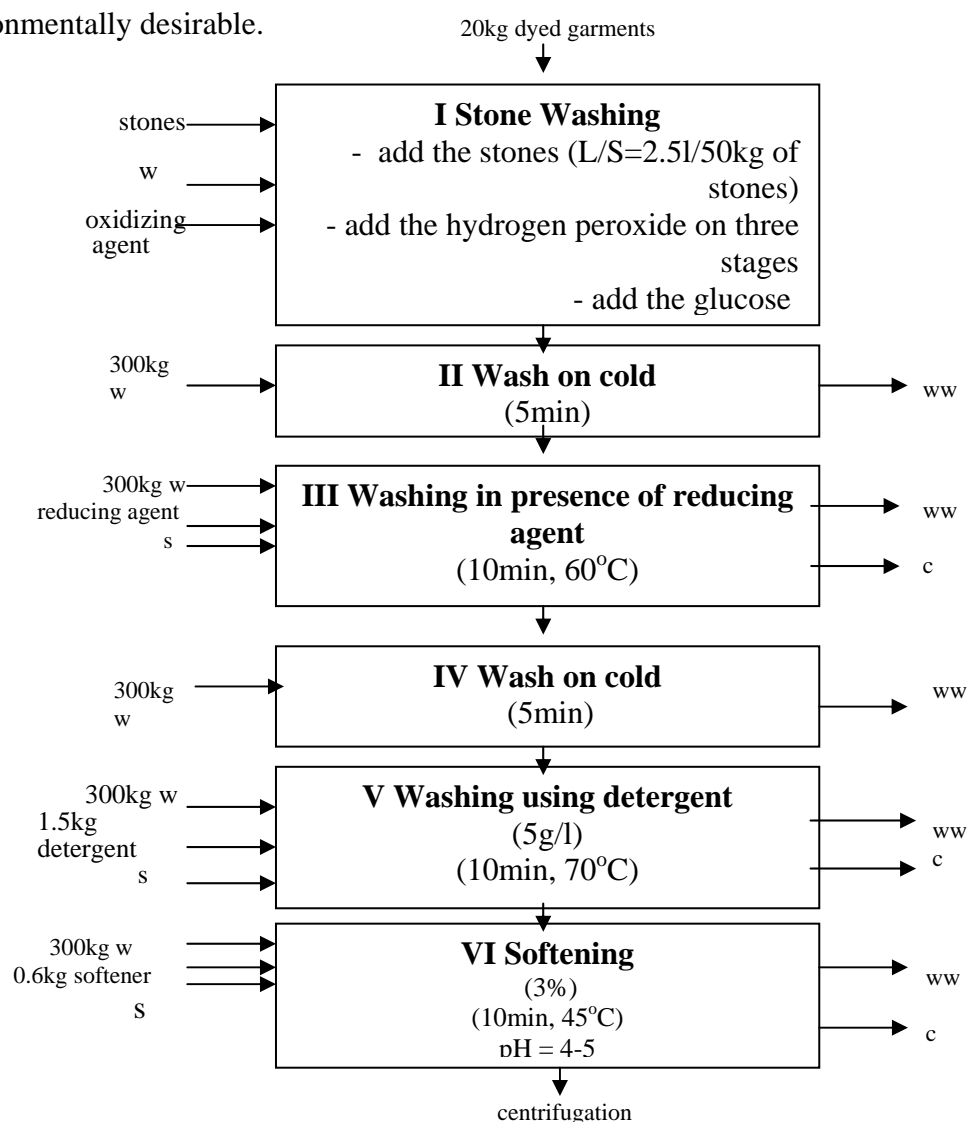 onmentally desirable.
20kg dyed garments
stones
w
oxidizing
agent
I Stone Washing
- add the stones (L/S=2.5l/50kg of
stones)
- add the hydrogen peroxide on three
stages
- add the glucose
300kg
w
II Wash on cold
(5min)
ww
300kg w
reducing agent
s
III Washing in presence of reducing
agent
(10min, 60°C)
ww
c
300kg
w
IV Wash on cold
(5min)
ww
300kg w
1.5kg
detergent
s
V Washing using detergent
(5g/l)
(10min, 70°C)
ww
c
300kg w
0.6kg softener
s
VI Softening
(3%)
(10min, 45°C)
pH = 4-5
ww
c
centrifugation